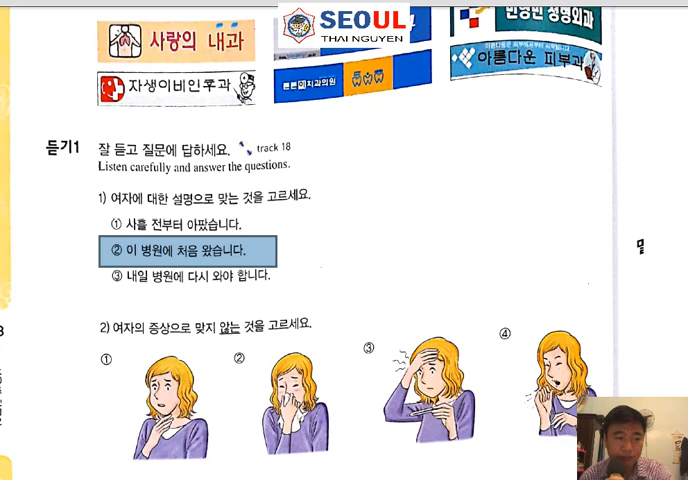 SEOUL
THAI NGUYEN
사랑의 내과
자생이비인후과
튼튼치과의원
아름다운 피부과
듣기1
잘 듣고 질문에 답하세요.
track 18
Listen carefully and answer the questions.
1) 여자에 대한 설명으로 맞는 것을 고르세요.
① 사흘 전부터 아팠습니다.
② 이 병원에 처음 왔습니다.
③ 내일 병원에 다시 와야 합니다.
2) 여자의 증상으로 맞지 않는 것을 고르세요.
① ② ③ ④